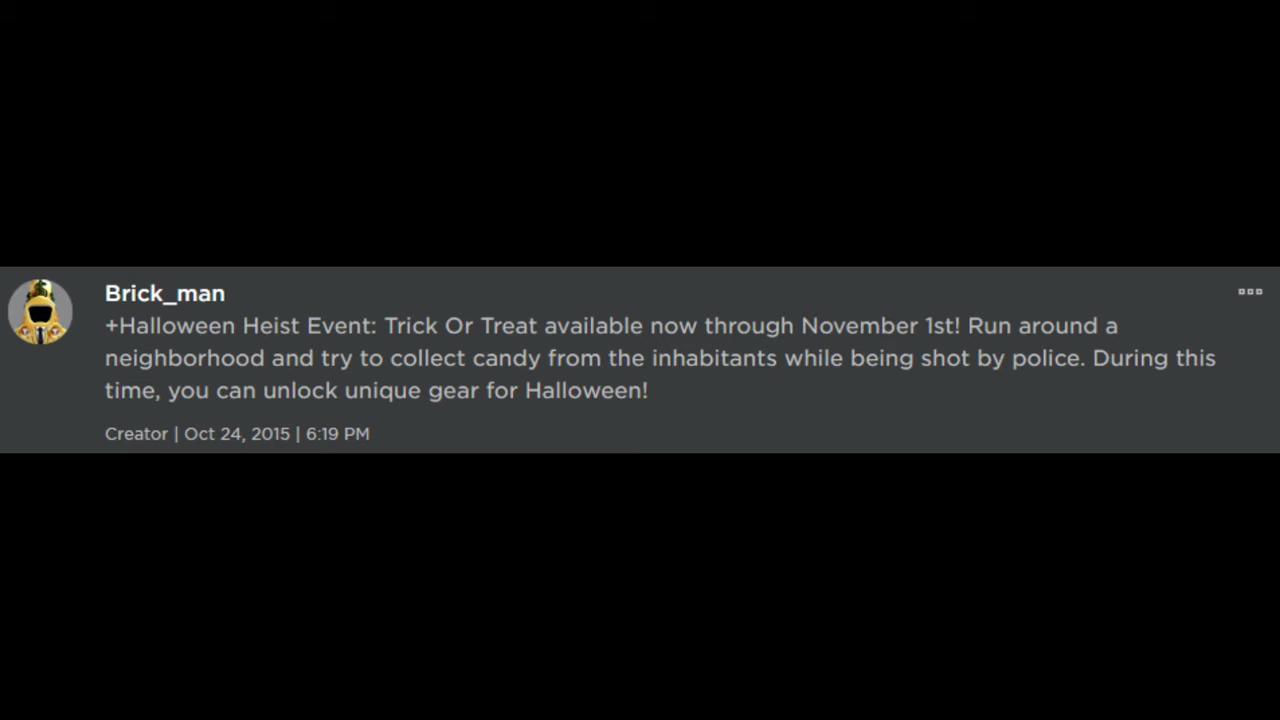 Brick_man
+Halloween Heist Event: Trick Or Treat available now through November 1st! Run around a
neighborhood and try to collect candy from the inhabitants while being shot by police. During this
time, you can unlock unique gear for Halloween!
Creator | Oct 24, 2015 | 6:19 PM